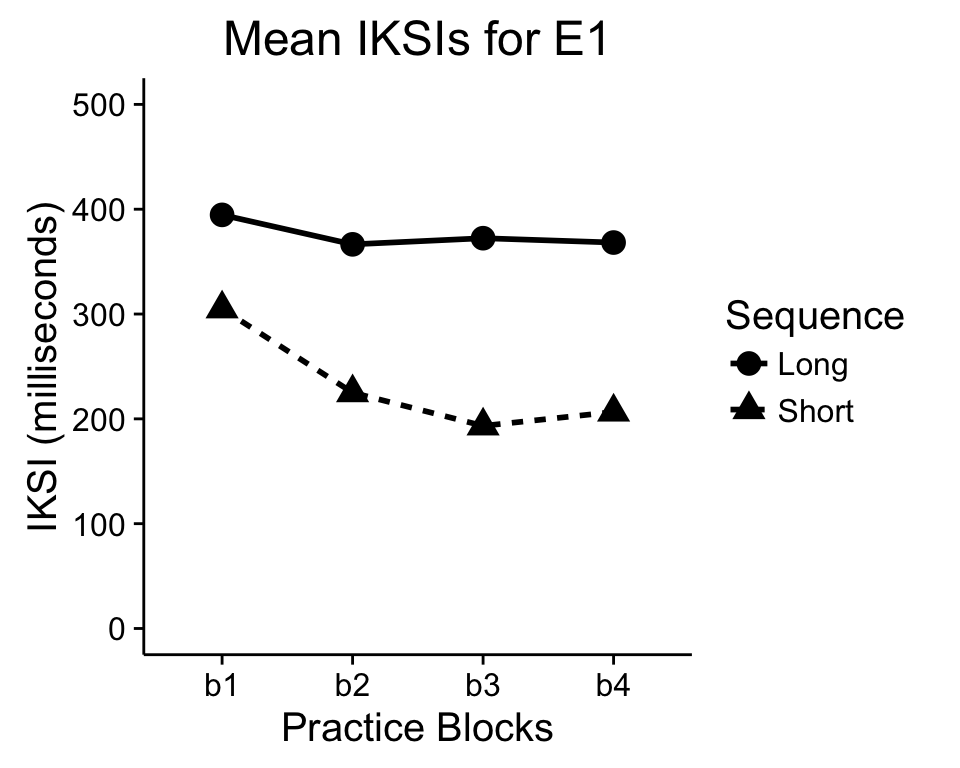 Mean IKSIs for E1
IKSI (milliseconds)
500
400
300
200
100
0
b1 b2 b3 b4
Practice Blocks
Sequence
Long
Short